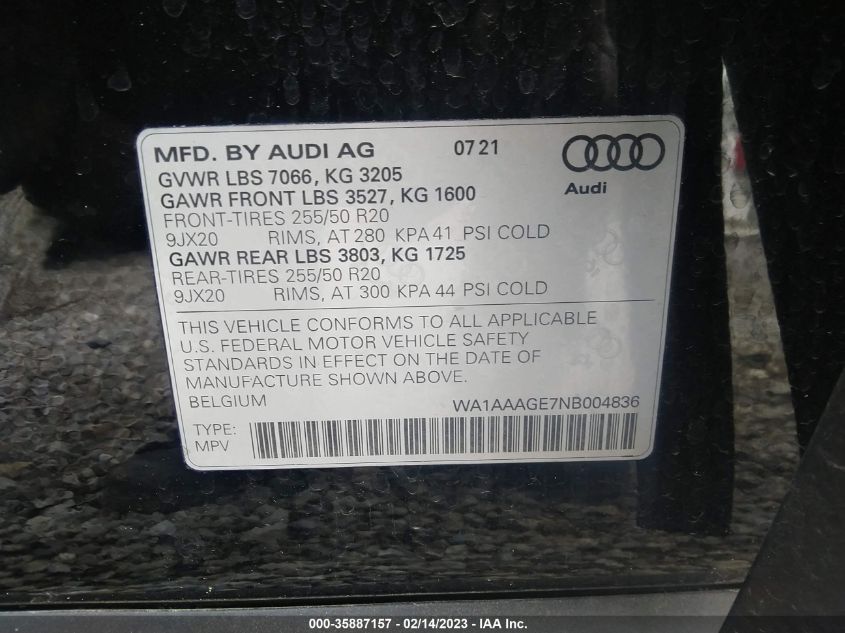 MFD. BY AUDI AG 07 21
GVWR LBS 7066, KG 3205
GAWR FRONT LBS 3527, KG 1600
FRONT-TIRES 255/50 R20
9JX20 RIMS, AT 280 KPA 41 PSI COLD
GAWR REAR LBS 3803, KG 1725
REAR-TIRES 255/50 R20
9JX20 RIMS, AT 300 KPA 44 PSI COLD
Audi
THIS VEHICLE CONFORMS TO ALL APPLICABLE
U.S. FEDERAL MOTOR VEHICLE SAFETY
STANDARDS IN EFFECT ON THE DATE OF
MANUFACTURE SHOWN ABOVE.
BELGIUM WA1AAAGE7NB004836
TYPE:
MPV
000-35887157 - 02/14/2023 - Copart, Inc.